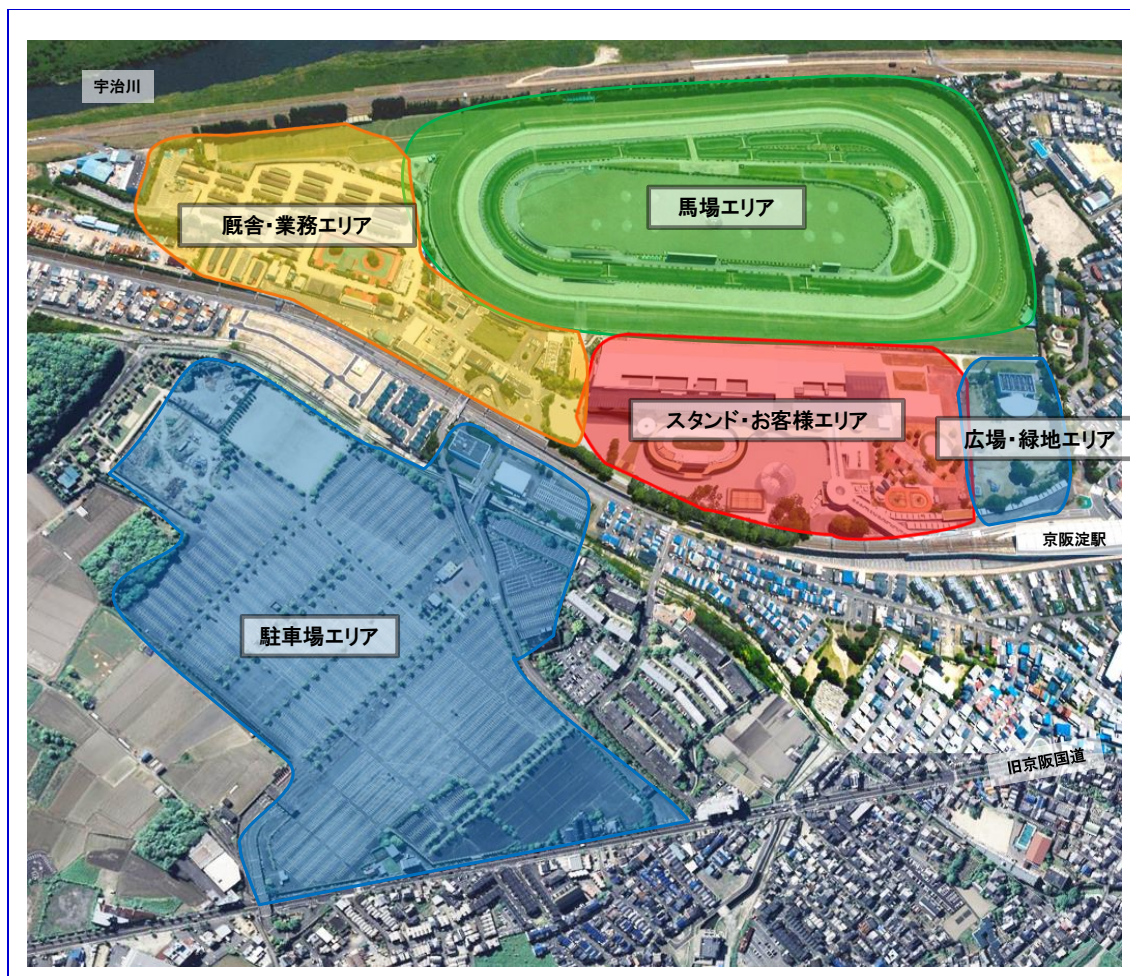 宇治川
馬場エリア
厩舎・業務エリア
スタンド・お客様エリア
広場・緑地エリア
京阪淀駅
駐車場エリア
旧京阪国道